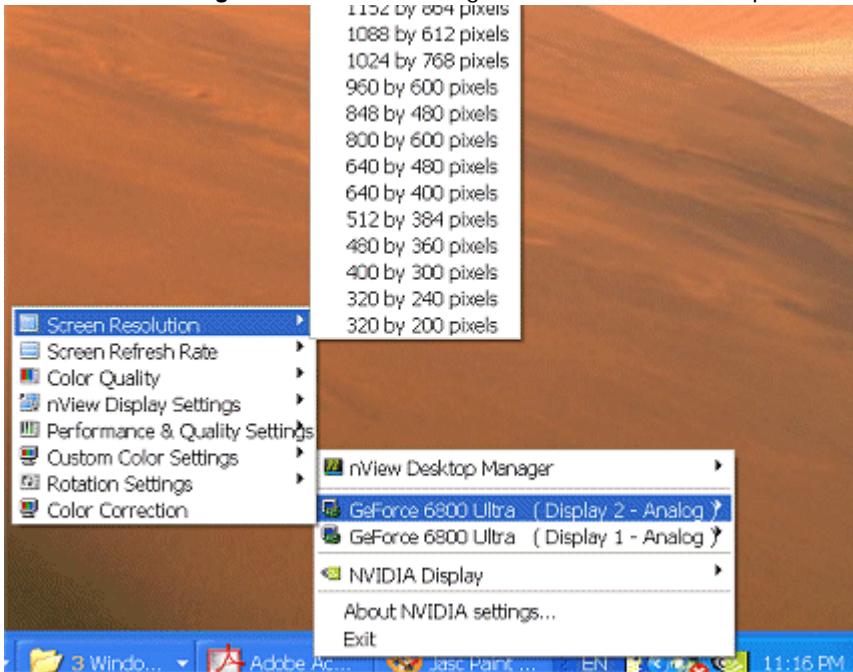 1152 by 864 pixels
1088 by 612 pixels
1024 by 768 pixels
960 by 600 pixels
848 by 480 pixels
800 by 600 pixels
640 by 480 pixels
640 by 400 pixels
512 by 384 pixels
480 by 360 pixels
400 by 300 pixels
320 by 240 pixels
320 by 200 pixels
Screen Resolution
Screen Refresh Rate
Color Quality
nView Display Settings
Performance & Quality Settings
Custom Color Settings
Rotation Settings
Color Correction
nView Desktop Manager
GeForce 6800 Ultra ( Display 2 - Analog )
GeForce 6800 Ultra ( Display 1 - Analog )
NVIDIA Display
About NVIDIA settings...
Exit
3 Windo...
Adobe Ac...
Jasc Paint ...
EN
11:16 PM